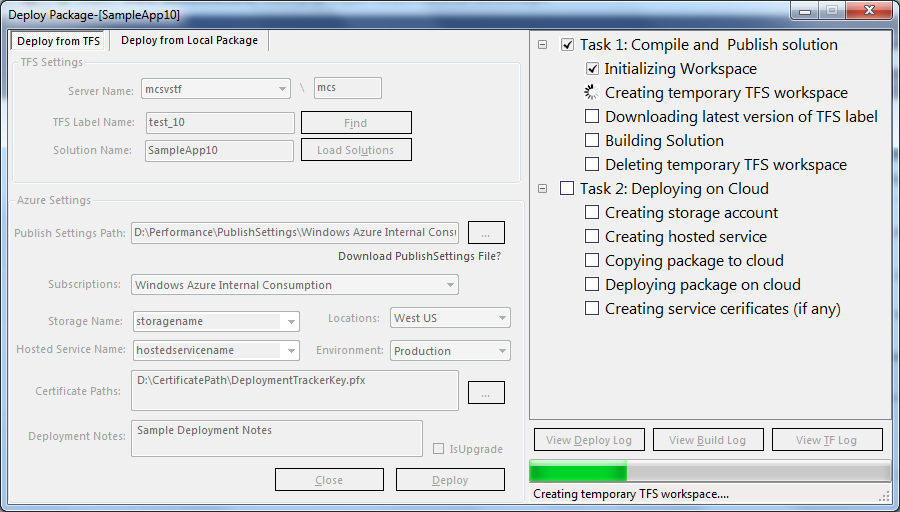 Deploy Package-[SampleApp10]
Deploy from TFS
Deploy from Local Package
TFS Settings
Server Name: mcsvstf \ mcs
TFS Label Name: test_10 Find
Solution Name: SampleApp10 Load Solutions
Azure Settings
Publish Settings Path: D:\Performance\PublishSettings\Windows Azure Internal Consu ...
Download PublishSettings File?
Subscriptions: Windows Azure Internal Consumption
Storage Name: storagename Locations: West US
Hosted Service Name: hostedservicename Environment: Production
Certificate Paths: D:\CertificatePath\DeploymentTrackerKey.pfx ...
Deployment Notes: Sample Deployment Notes
IsUpgrade
Close Deploy
Task 1: Compile and Publish solution
Initializing Workspace
Creating temporary TFS workspace
Downloading latest version of TFS label
Building Solution
Deleting temporary TFS workspace
Task 2: Deploying on Cloud
Creating storage account
Creating hosted service
Copying package to cloud
Deploying package on cloud
Creating service cerificates (if any)
View Deploy Log View Build Log View TF Log
Creating temporary TFS workspace....